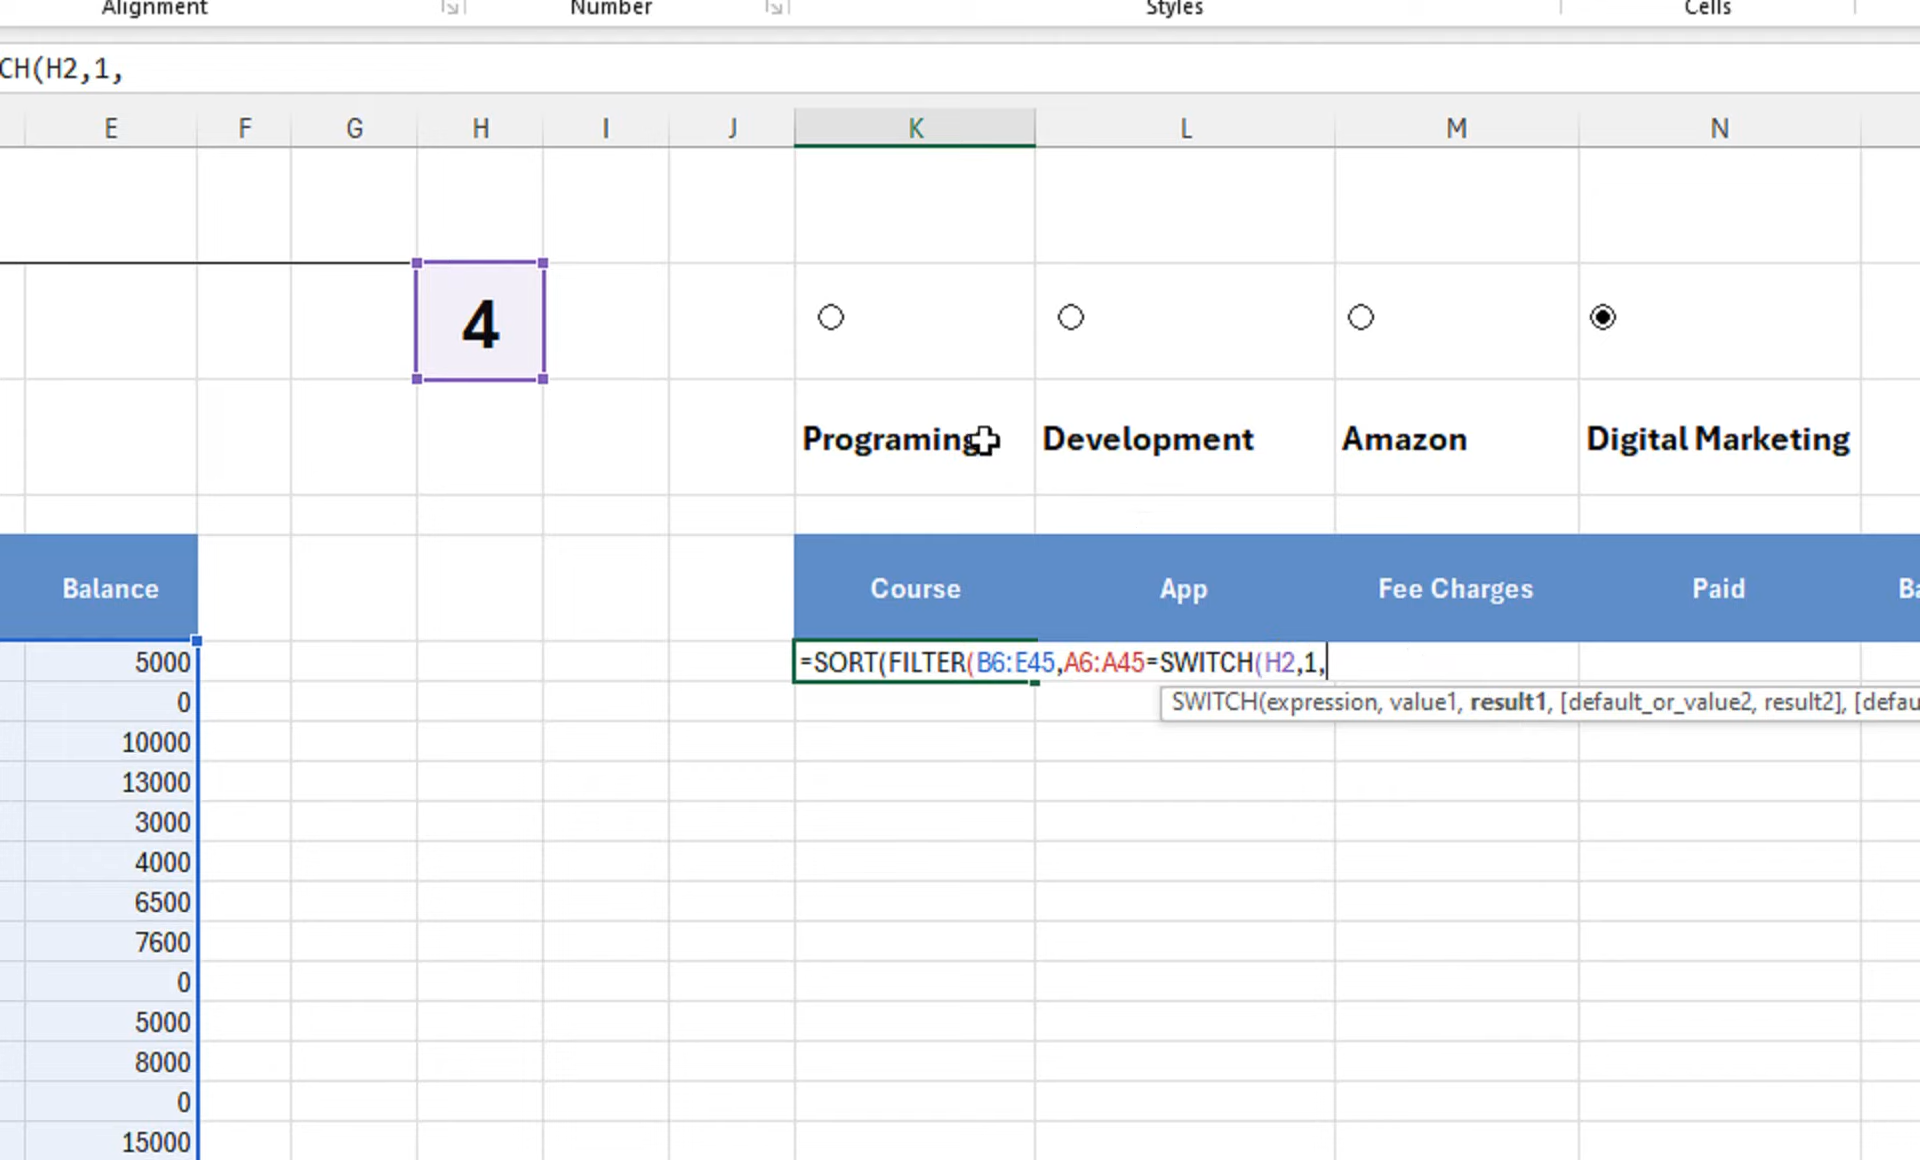 Alignment Number Styles Cells
CH(H2,1,
E F G H I J K L M N
4
Programing Development Amazon Digital Marketing
Balance Course App Fee Charges Paid
5000 =SORT(FILTER(B6:E45,A6:A45=SWITCH(H2,1,
0 SWITCH(expression, value1, result1, [default_or_value2, result2], [defau
10000
13000
3000
4000
6500
7600
0
5000
8000
0
15000